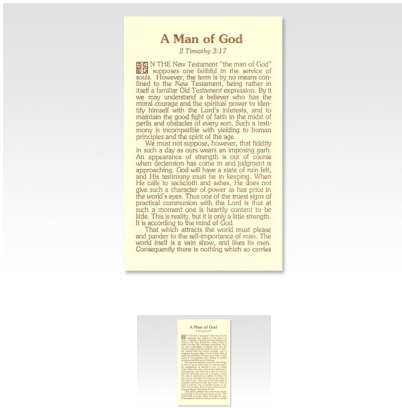 A Man of God
2 Timothy 3:17
IN THE New Testament "the man of God"
supposes one faithful in the service of
souls. However, the term is by no means con-
fined to the New Testament, being rather in
itself a familiar Old Testament expression. By it
we may understand a believer who has the
moral courage and the spiritual power to iden-
tify himself with the Lord's interests, and to
maintain the good fight of faith in the midst of
perils and obstacles of every sort. Such a testi-
mony is incompatible with yielding to human
principles and the spirit of the age.
We must not suppose, however, that fidelity
in such a day as ours wears an imposing garb.
An appearance of strength is out of course
when declension has come in and judgment is
approaching. God will have a state of ruin felt,
and His testimony must be in keeping. When
He calls to sackcloth and ashes, He does not
give such a character of power as has price in
the world's eyes. Thus one of the truest signs of
practical communion with the Lord is that at
such a moment one is heartily content to be
little. This is reality, but it is only a little strength.
It is according to the mind of God.
That which attracts the world must please
and pander to the self-importance of man. The
world itself is a vain show, and likes its own.
Consequently there is nothing which so carries
A Man of God